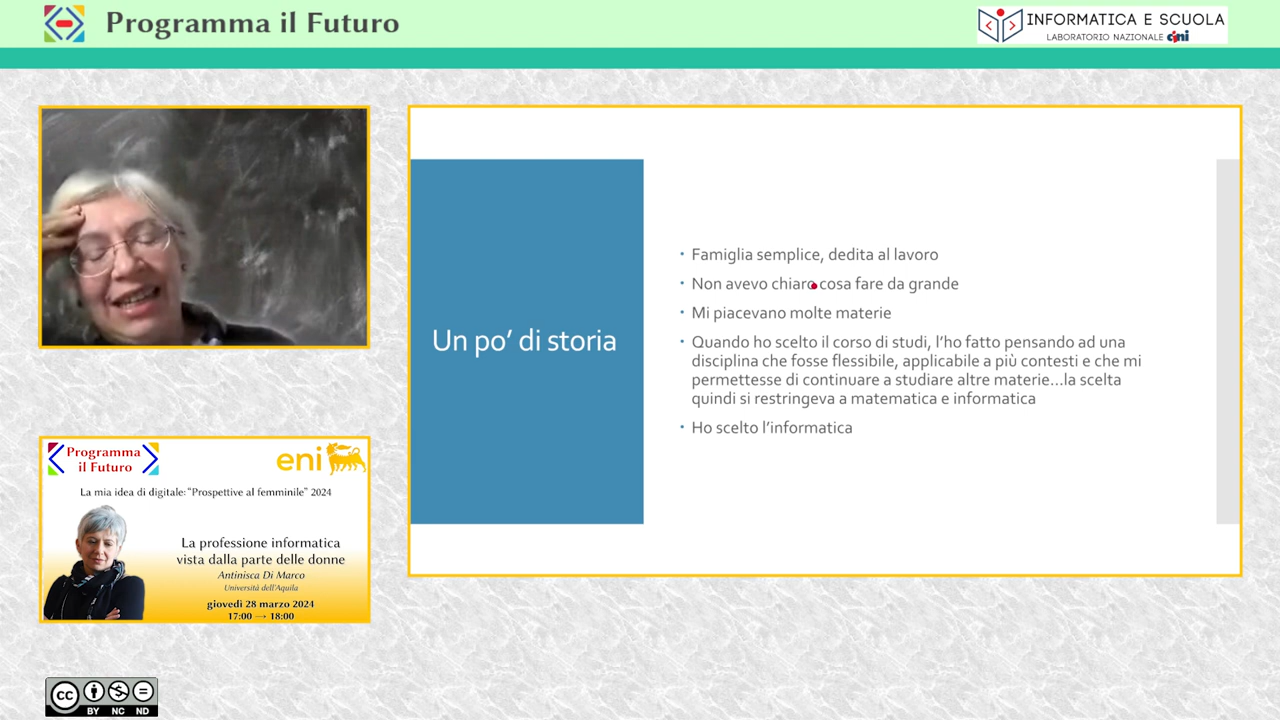 Programma il Futuro
INFORMATICA E SCUOLA
LABORATORIO NAZIONALE cini
Un po' di storia
• Famiglia semplice, dedita al lavoro
• Non avevo chiaro cosa fare da grande
• Mi piacevano molte materie
• Quando ho scelto il corso di studi, l'ho fatto pensando ad una
disciplina che fosse flessibile, applicabile a più contesti e che mi
permettesse di continuare a studiare altre materie...la scelta
quindi si restringeva a matematica e informatica
• Ho scelto l'informatica
Programma
il Futuro
eni
La mia idea di digitale: "Prospettive al femminile" 2024
La professione informatica
vista dalla parte delle donne
Antinisca Di Marco
Università dell'Aquila
giovedì 28 marzo 2024
17:00 → 18:00
cc
BY NC ND